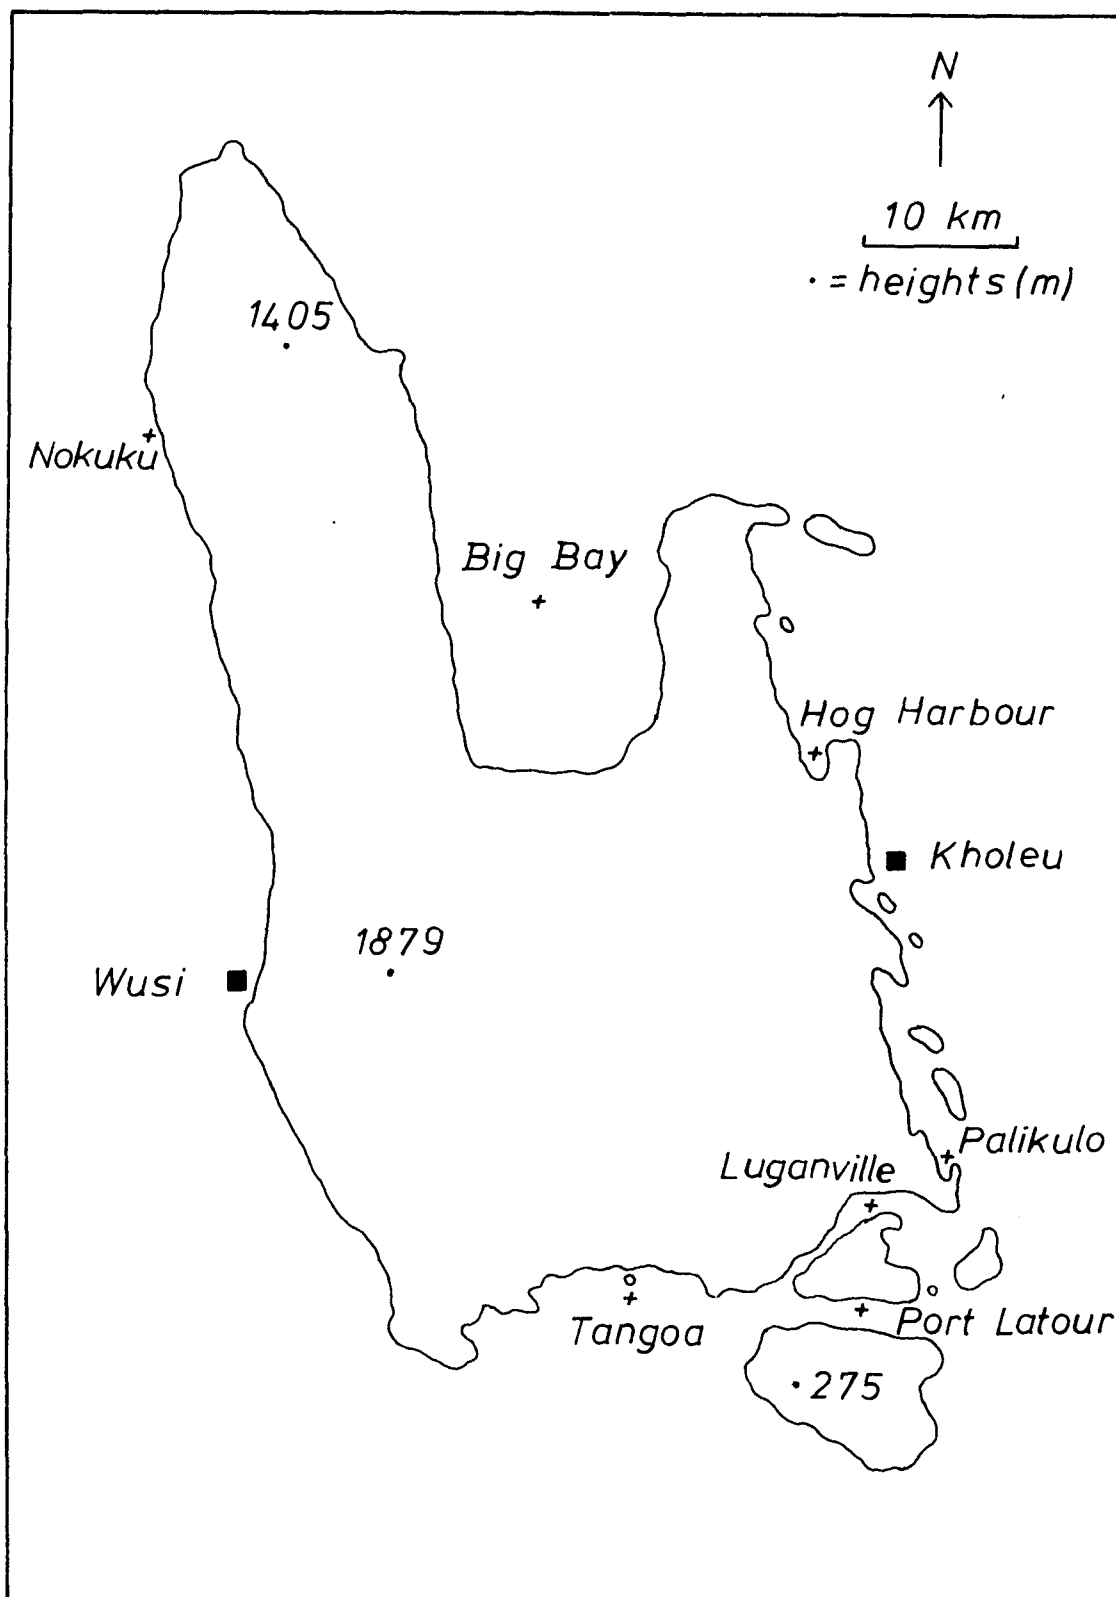 N
10 km
· = heights (m)
1405
Nokuku
Big Bay
Hog Harbour
Kholeu
1879
Wusi
Palikulo
Luganville
Port Latour
Tangoa
275